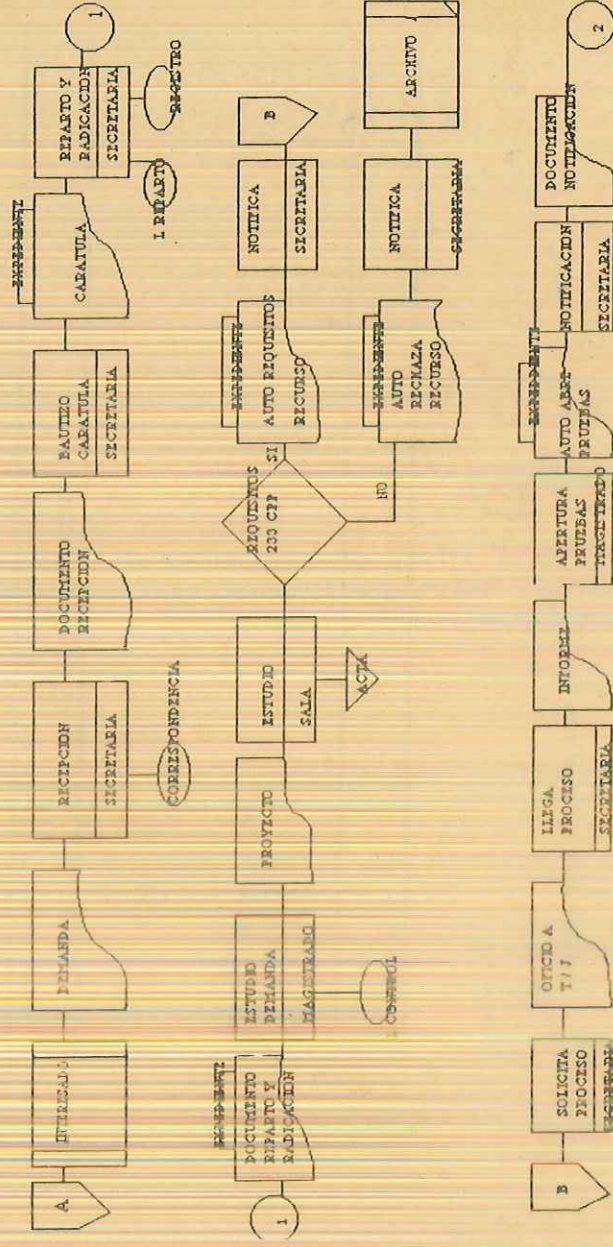 A
INTERESADO
DEMANDA
RECEPCION
SECRETARIA
CORRESPONDENCIA
DOCUMENTO
RECEPCION
BAUTIZO
CARATULA
SECRETARIA
EXPEDIENTE
CARATULA
REPARTO Y
RADICACION
SECRETARIA
L REPARTO
REGISTRO
1
1
EXPEDIENTE
DOCUMENTO
REPARTO Y
RADICACION
ESTUDIO
DEMANDA
MAGISTRADO
L CONTROL
PROYECTO
ESTUDIO
SALA
ACTA
REQUISITOS
233 CPP
SI
EXPEDIENTE
AUTO REQUISITOS
RECURSO
NOTIFICA
SECRETARIA
B
NO
EXPEDIENTE
AUTO
RECHAZA
RECURSO
NOTIFICA
SECRETARIA
ARCHIVO
B
SOLICITA
PROCESO
SECRETARIA
OFICIO A
T / J
LLEGA
PROCESO
SECRETARIA
INFORME
APERTURA
PRUEBAS
MAGISTRADO
EXPEDIENTE
AUTO ABRE
PRUEBAS
NOTIFICACION
SECRETARIA
DOCUMENTO
NOTIFICACION
2